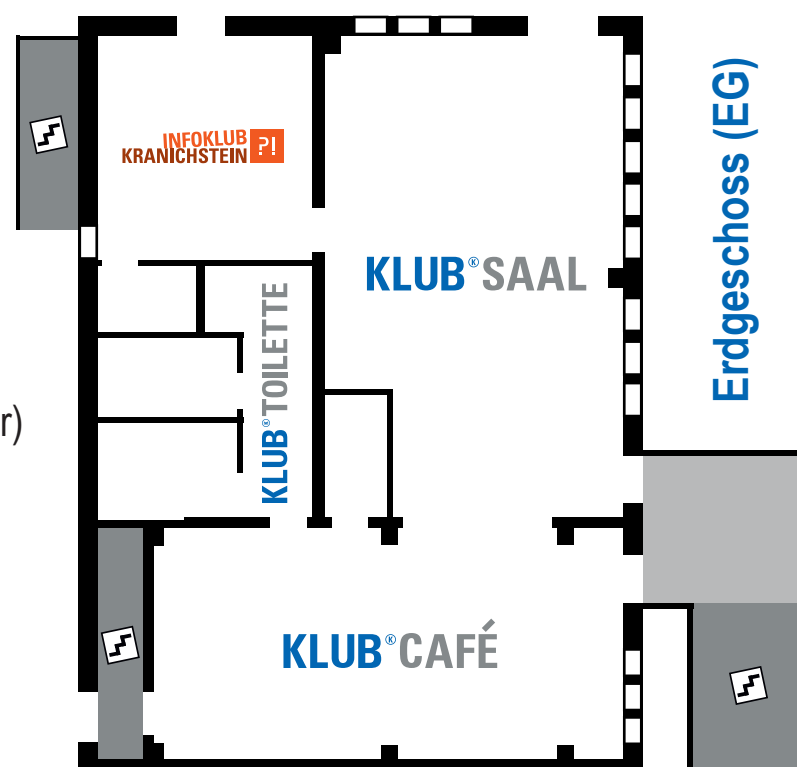 INFOKLUB
KRANICHSTEIN ?!
KLUB®SAAL
Erdgeschoss (EG)
KLUB®TOILETTE
r)
KLUB®CAFÉ